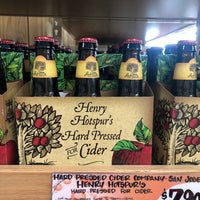 Henry
Hotspur's
Hard Pressed
FOR Cider
HARD PRESSED CIDER COMPANY- SAN JOSE
HENRY HOTSPUR'S
HARD PRESSED FOR CIDER
$7.99